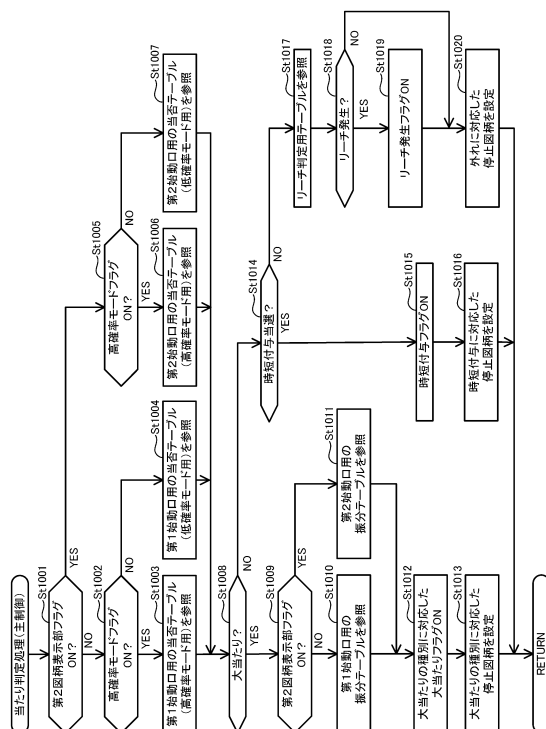 当たり判定処理(主制御)
St1001
第2図柄表示部フラグ
ON?
YES
NO
St1002
高確率モードフラグ
ON?
NO
YES
St1003
第1始動口用の当否テーブル
(高確率モード用)を参照
St1004
第1始動口用の当否テーブル
(低確率モード用)を参照
St1005
高確率モードフラグ
ON?
NO
YES
St1006
第2始動口用の当否テーブル
(高確率モード用)を参照
St1007
第2始動口用の当否テーブル
(低確率モード用)を参照
St1008
大当たり?
NO
YES
St1009
第2図柄表示部フラグ
ON?
YES
NO
St1010
第1始動口用の
振分テーブルを参照
St1011
第2始動口用の
振分テーブルを参照
St1012
大当たりの種別に対応した
大当たりフラグON
St1013
大当たりの種別に対応した
停止図柄を設定
St1014
時短付与当選?
NO
YES
St1015
時短付与フラグON
St1016
時短付与に対応した
停止図柄を設定
St1017
リーチ判定用テーブルを参照
St1018
リーチ発生?
NO
YES
St1019
リーチ発生フラグON
St1020
外れに対応した
停止図柄を設定
RETURN